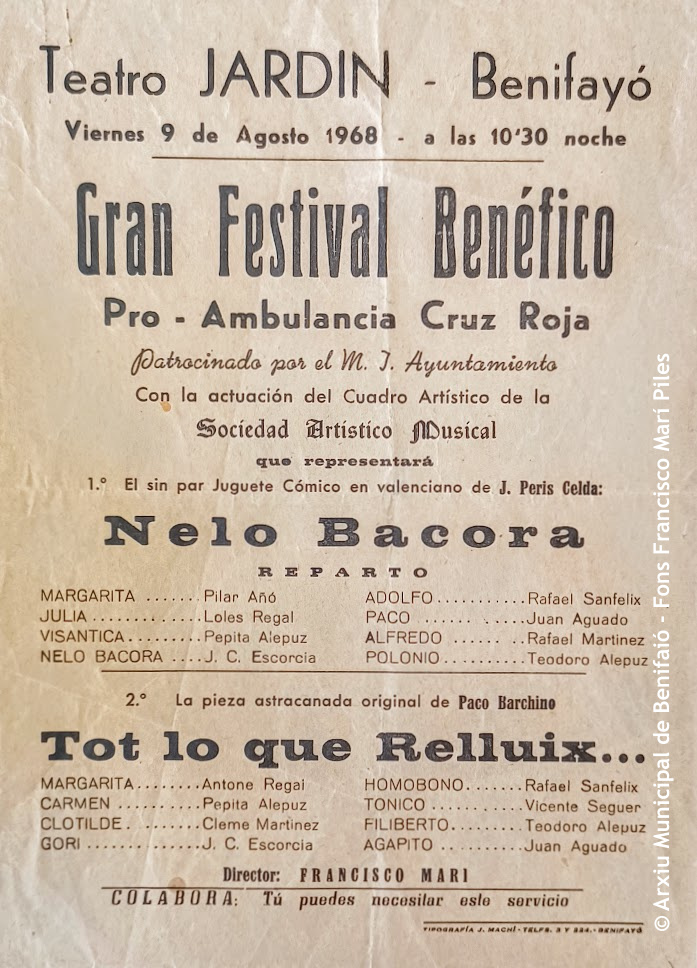 Teatro JARDIN - Benifayó
Viernes 9 de Agosto 1968 - a las 10'30 noche
Gran Festival Benéfico
Pro - Ambulancia Cruz Roja
Patrocinado por el M. I. Ayuntamiento
Con la actuación del Cuadro Artístico de la
Sociedad Artístico Musical
que representará
1.° El sin par Juguete Cómico en valenciano de J. Peris Celda:
Nelo Bacora
REPARTO
MARGARITA ...... Pilar Añó
JULIA ............ Loles Regal
VISANTICA ......... Pepita Alepuz
NELO BACORA .... J. C. Escorcia
ADOLFO ........... Rafael Sanfelix
PACO ...... ........ Juan Aguado
ALFREDO ...... .. Rafael Martinez
POLONIO .......... Teodoro Alepuz
2.° La pieza astracanada original de Paco Barchino
Tot lo que Relluix...
MARGARITA ........ Antone Regal
CARMEN .......... Pepita Alepuz
CLOTILDE. ....... Cleme Martinez
GORI .............. J. C. Escorcia
HOMOBONO ....... Rafael Sanfelix
TONICO ............ Vicente Seguer
FILIBERTO ......... Teodoro Alepuz
AGAPITO .......... Juan Aguado
Director: FRANCISCO MARI
COLABORA: Tú puedes necesitar este servicio
TIPOGRAFÍA J. MACHÍ - TELFS. 3 Y 224. - BENIFAYÓ
© Arxiu Municipal de Benifaió - Fons Francisco Marí Piles